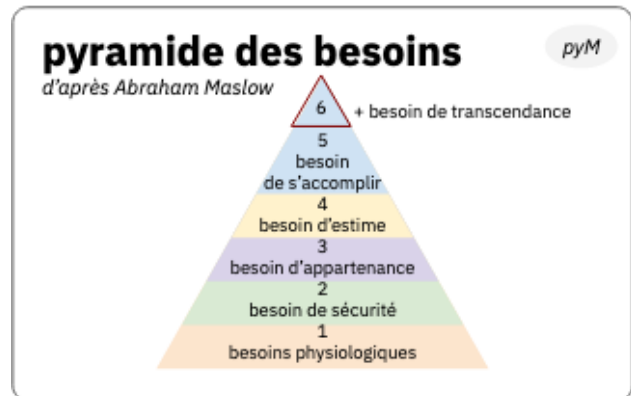 pyramide des besoins
pyM
d'après Abraham Maslow
6
+ besoin de transcendance
5
besoin
de s'accomplir
4
besoin d'estime
3
besoin d'appartenance
2
besoin de sécurité
1
besoins physiologiques